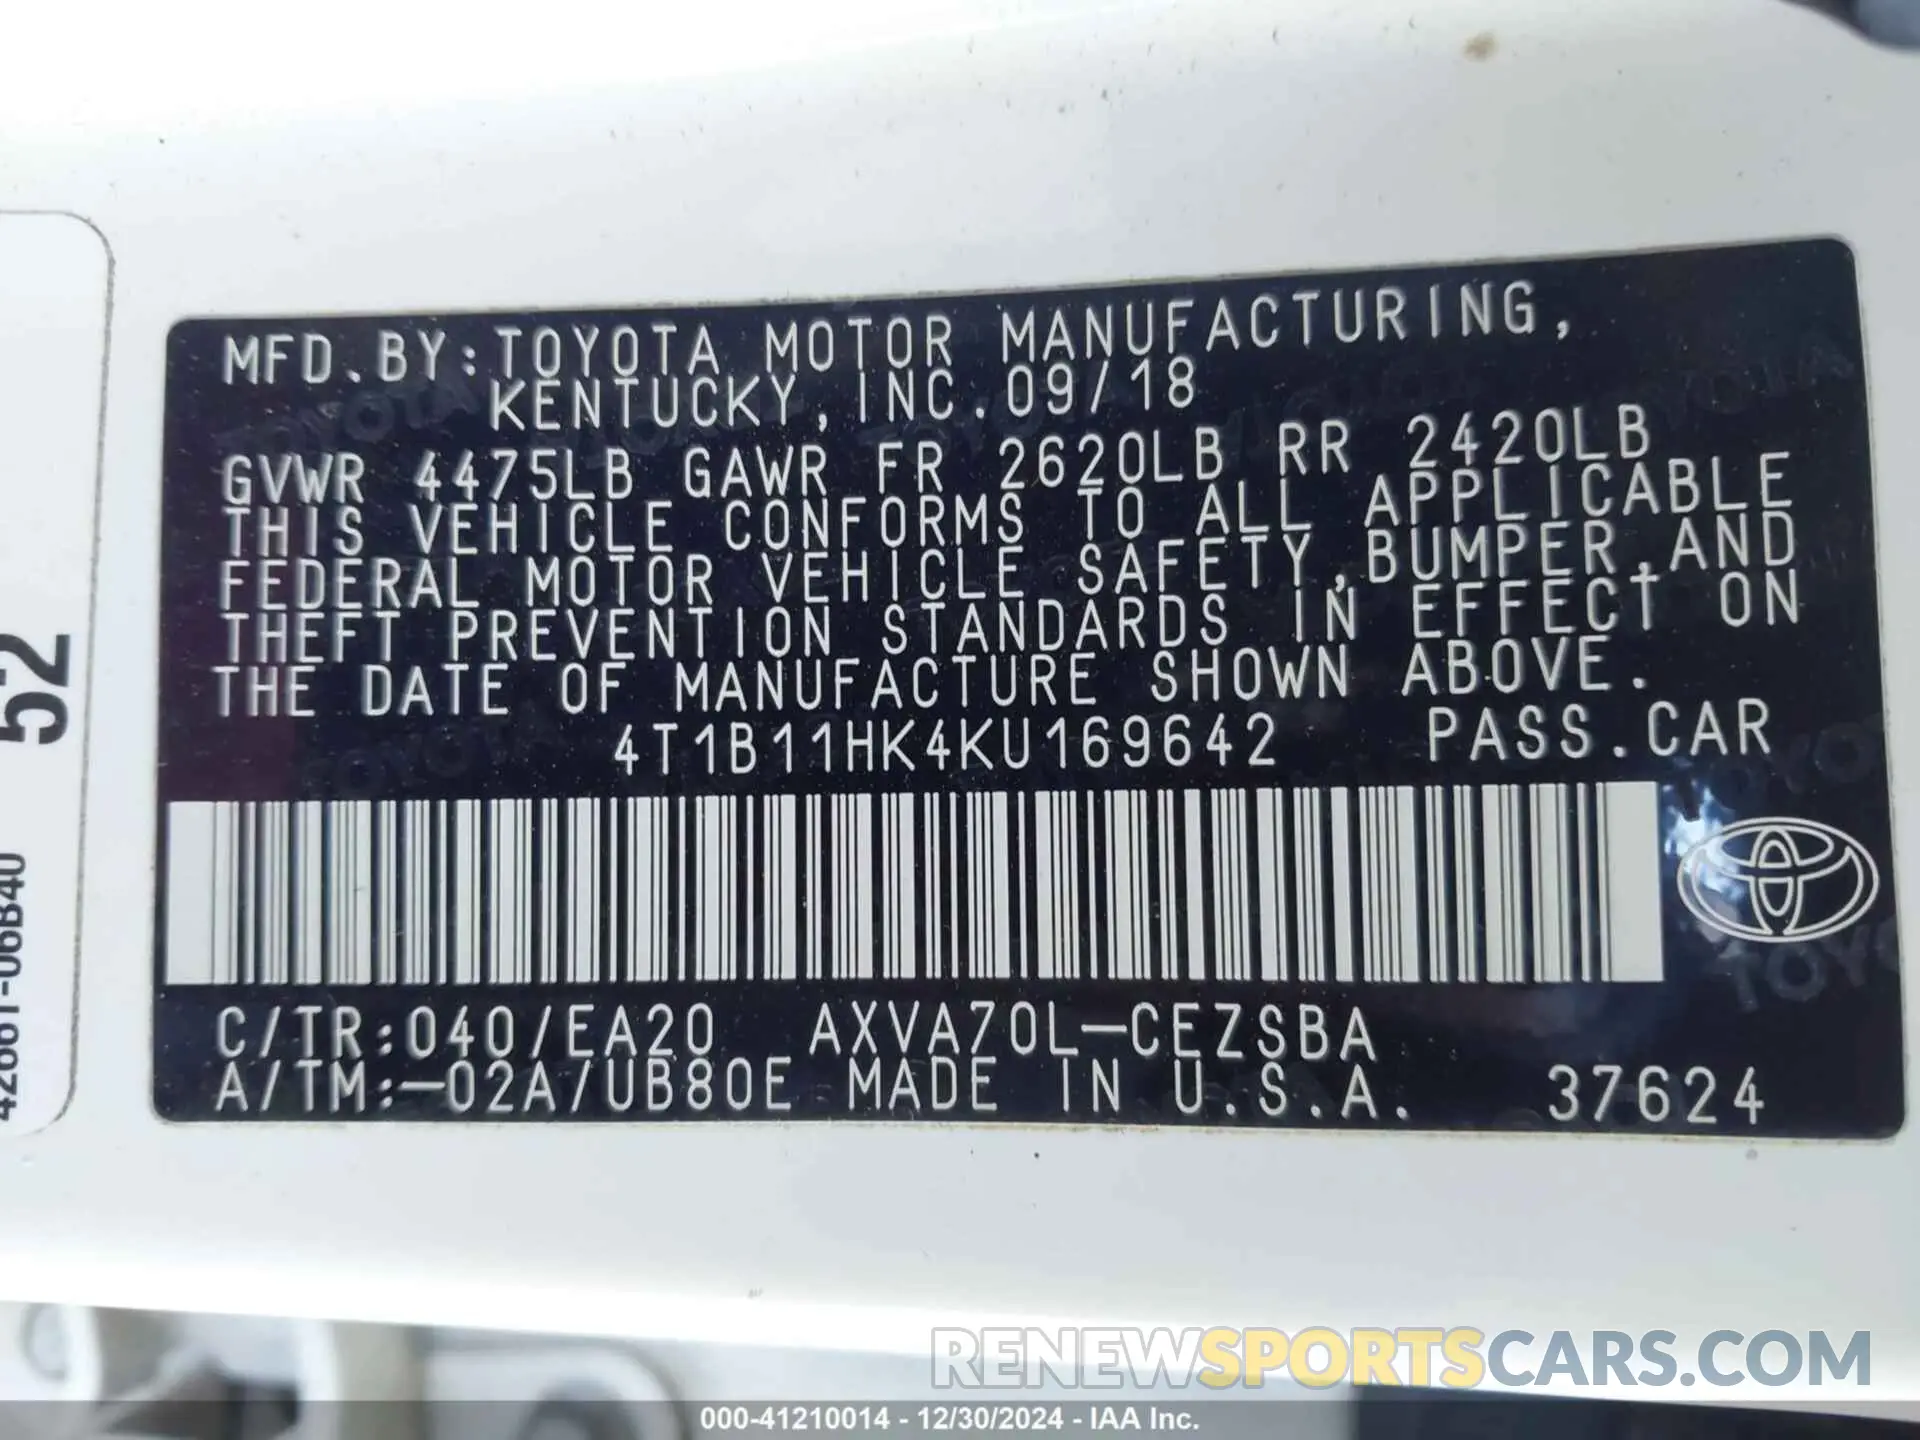 MFD.BY:TOYOTA MOTOR MANUFACTURING,
KENTUCKY,INC.09/18
GVWR 4475LB GAWR FR 2620LB RR 2420LB
THIS VEHICLE CONFORMS TO ALL APPLICABLE
FEDERAL MOTOR VEHICLE SAFETY,BUMPER,AND
THEFT PREVENTION STANDARDS IN EFFECT ON
THE DATE OF MANUFACTURE SHOWN ABOVE.
4T1B11HK4KU169642 PASS.CAR
C/TR:040/EA20 AXVA70L-CEZSBA
A/TM:-02A/UB80E MADE IN U.S.A. 37624
52
RENEWSPORTSCARS.COM
000-41210014 - 12/30/2024 - IAA Inc.